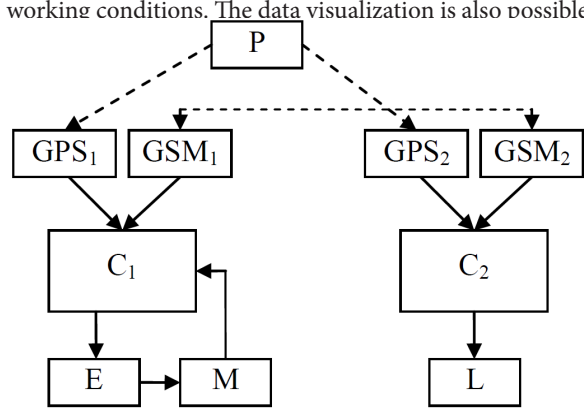 working conditions. The data visualization is also possible
P
GPS₁ GSM₁ GPS₂ GSM₂
C₁ C₂
E M L